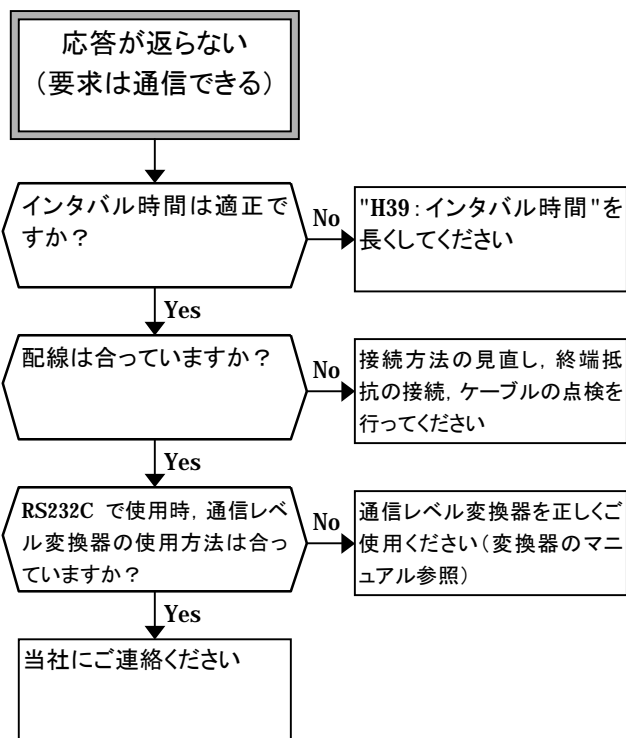 応答が返らない
（要求は通信できる）
インタバル時間は適正で
すか？
No
"H39：インタバル時間"を
長くしてください
Yes
配線は合っていますか？
No
接続方法の見直し，終端抵
抗の接続，ケーブルの点検を
行ってください
Yes
RS232C で使用時，通信レベ
ル変換器の使用方法は合っ
ていますか？
No
通信レベル変換器を正しくご
使用ください（変換器のマニ
ュアル参照）
Yes
当社にご連絡ください